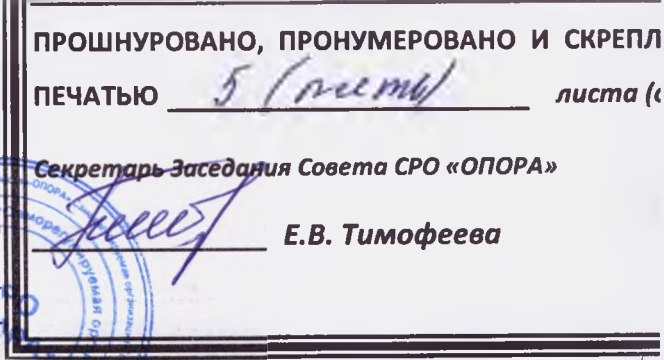 ПРОШНУРОВАНО, ПРОНУМЕРОВАНО И СКРЕПЛ
ПЕЧАТЬЮ 5 (пять) листа (с
Секретарь Заседания Совета СРО «ОПОРА»
Е.В. Тимофеева